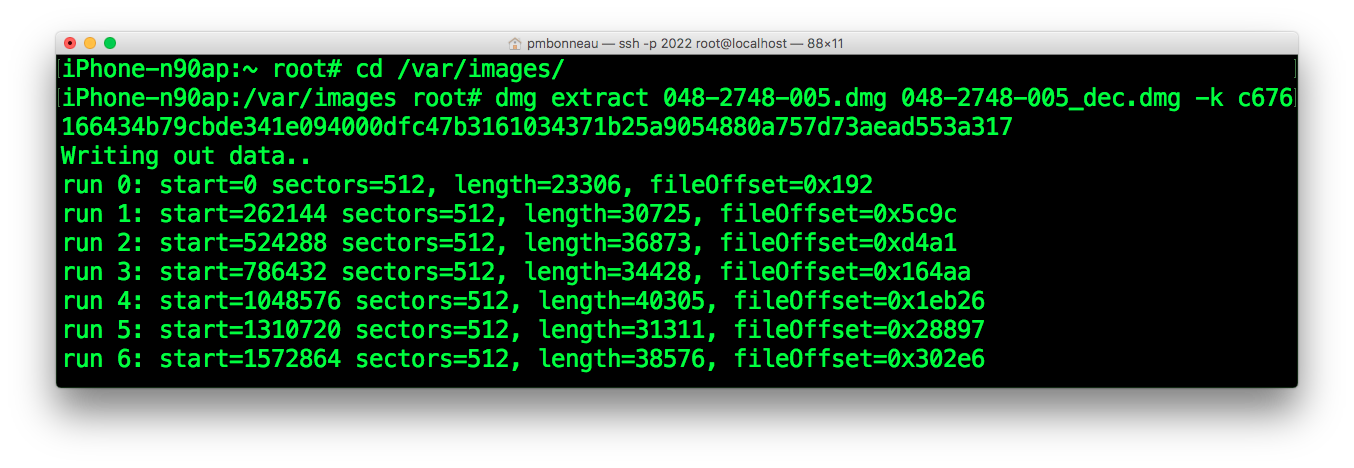 pmbonneau — ssh -p 2022 root@localhost — 88×11
[iPhone-n90ap:~ root# cd /var/images/ ]
[iPhone-n90ap:/var/images root# dmg extract 048-2748-005.dmg 048-2748-005_dec.dmg -k c676]
166434b79cbde341e094000dfc47b3161034371b25a9054880a757d73aead553a317
Writing out data..
run 0: start=0 sectors=512, length=23306, fileOffset=0x192
run 1: start=262144 sectors=512, length=30725, fileOffset=0x5c9c
run 2: start=524288 sectors=512, length=36873, fileOffset=0xd4a1
run 3: start=786432 sectors=512, length=34428, fileOffset=0x164aa
run 4: start=1048576 sectors=512, length=40305, fileOffset=0x1eb26
run 5: start=1310720 sectors=512, length=31311, fileOffset=0x28897
run 6: start=1572864 sectors=512, length=38576, fileOffset=0x302e6